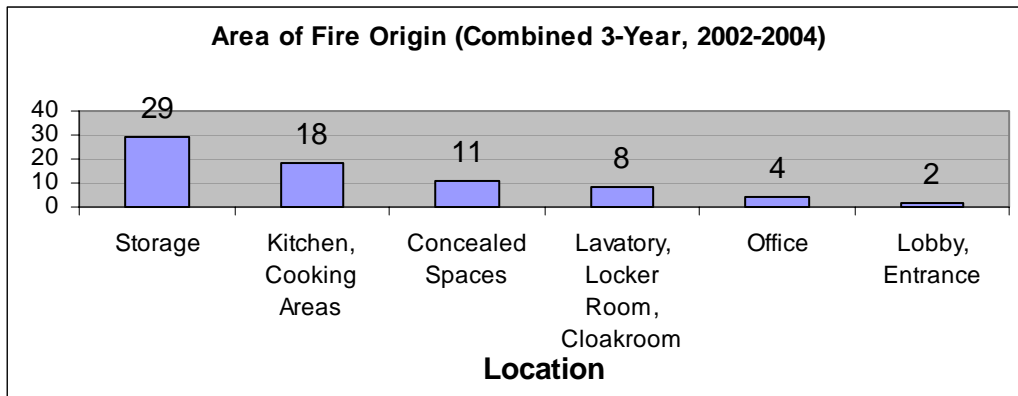 Area of Fire Origin (Combined 3-Year, 2002-2004)
40
30
20
10
0
29
18
11
8
4
2
Storage
Kitchen,
Cooking
Areas
Concealed
Spaces
Lavatory,
Locker
Room,
Cloakroom
Office
Lobby,
Entrance
Location